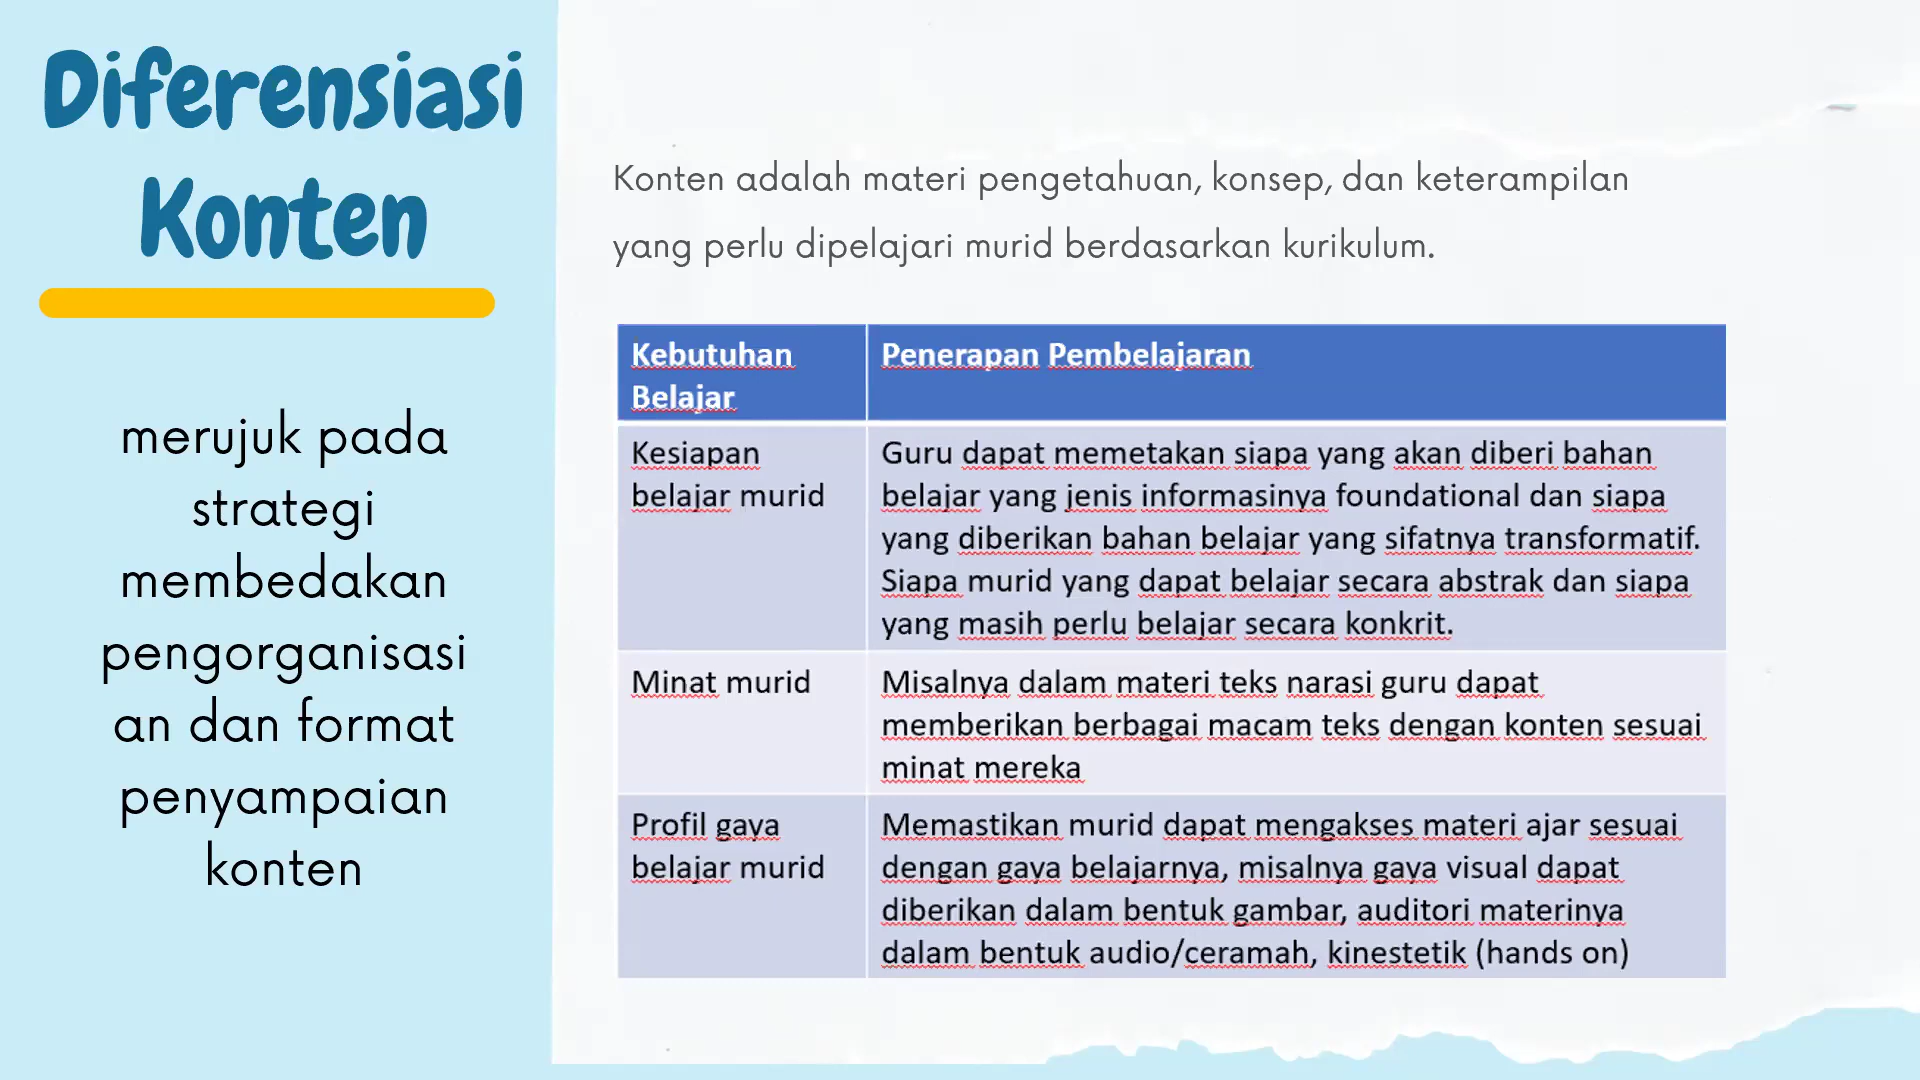 Diferensiasi
Konten
merujuk pada
strategi
membedakan
pengorganisasi
an dan format
penyampaian
konten
Konten adalah materi pengetahuan, konsep, dan keterampilan
yang perlu dipelajari murid berdasarkan kurikulum.
Kebutuhan
Belajar
Penerapan Pembelajaran
Kesiapan
belajar murid
Guru dapat memetakan siapa yang akan diberi bahan
belajar yang jenis informasinya foundational dan siapa
yang diberikan bahan belajar yang sifatnya transformatif.
Siapa murid yang dapat belajar secara abstrak dan siapa
yang masih perlu belajar secara konkrit.
Minat murid
Misalnya dalam materi teks narasi guru dapat
memberikan berbagai macam teks dengan konten sesuai
minat mereka
Profil gaya
belajar murid
Memastikan murid dapat mengakses materi ajar sesuai
dengan gaya belajarnya, misalnya gaya visual dapat
diberikan dalam bentuk gambar, auditori materinya
dalam bentuk audio/ceramah, kinestetik (hands on)